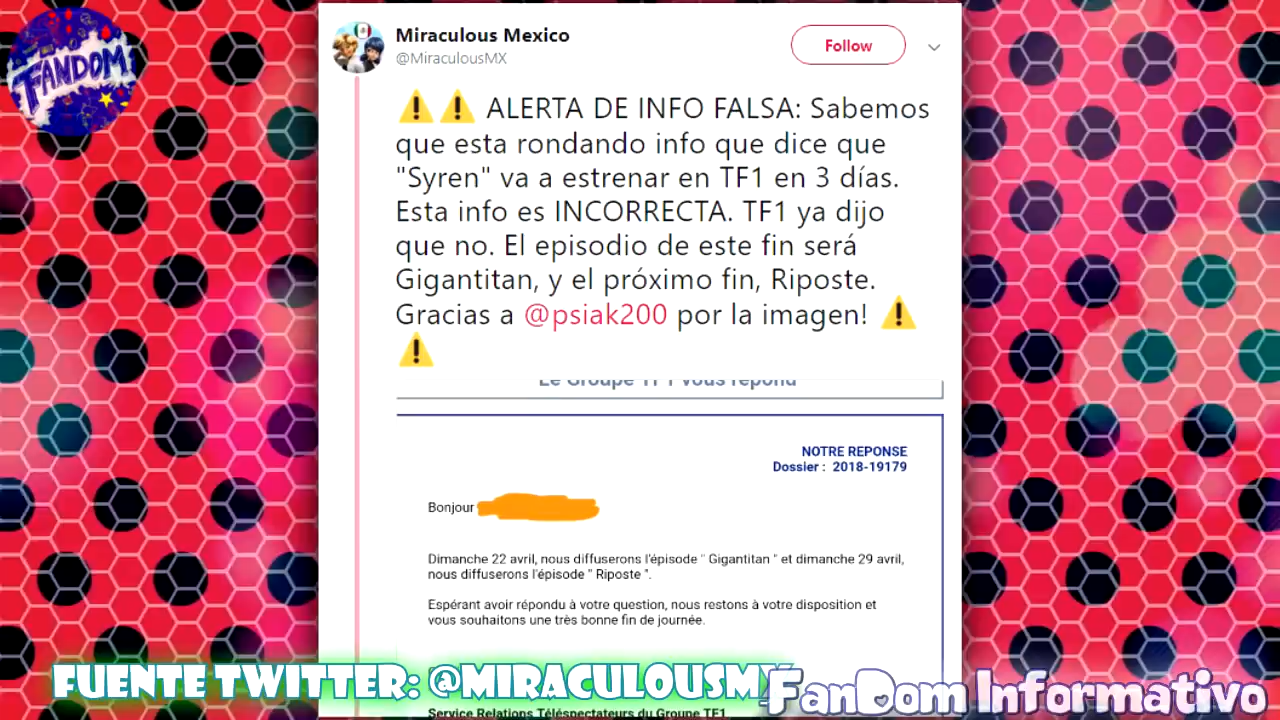 FANDOM
Miraculous Mexico
@MiraculousMX
Follow
⚠️⚠️ ALERTA DE INFO FALSA: Sabemos
que esta rondando info que dice que
"Syren" va a estrenar en TF1 en 3 días.
Esta info es INCORRECTA. TF1 ya dijo
que no. El episodio de este fin será
Gigantitan, y el próximo fin, Riposte.
Gracias a @psiak200 por la imagen! ⚠️
⚠️
Le Groupe TF1 vous répond
NOTRE REPONSE
Dossier : 2018-19179
Bonjour
Dimanche 22 avril, nous diffuserons l'épisode " Gigantitan " et dimanche 29 avril,
nous diffuserons l'épisode " Riposte ".
Espérant avoir répondu à votre question, nous restons à votre disposition et
vous souhaitons une très bonne fin de journée.
FUENTE TWITTER: @MIRACULOUSMX
FanDom Informativo
Service Relations Téléspectateurs du Groupe TF1